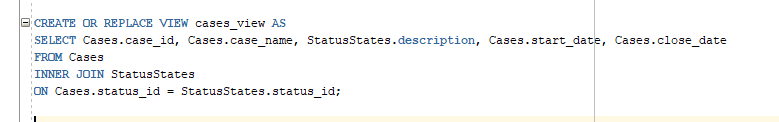 CREATE OR REPLACE VIEW cases_view AS
SELECT Cases.case_id, Cases.case_name, StatusStates.description, Cases.start_date, Cases.close_date
FROM Cases
INNER JOIN StatusStates
ON Cases.status_id = StatusStates.status_id;